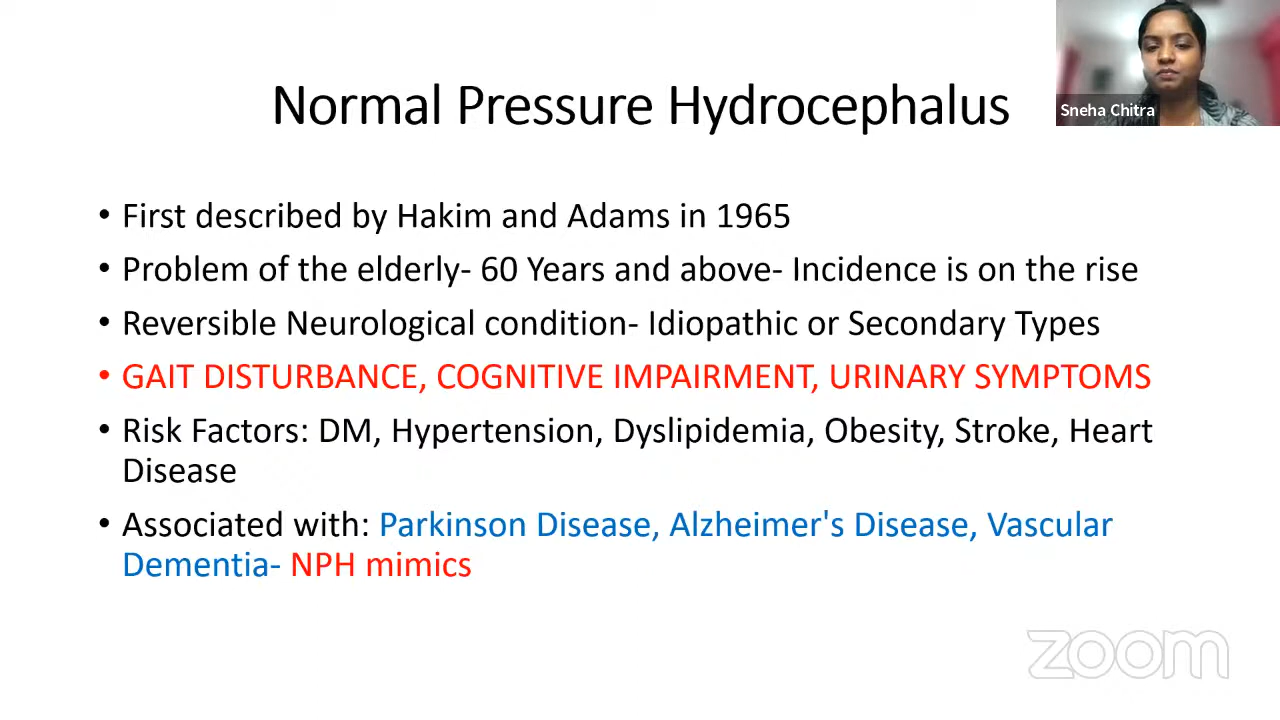 Normal Pressure Hydrocephalus
Sneha Chitra
• First described by Hakim and Adams in 1965
• Problem of the elderly- 60 Years and above- Incidence is on the rise
• Reversible Neurological condition- Idiopathic or Secondary Types
• GAIT DISTURBANCE, COGNITIVE IMPAIRMENT, URINARY SYMPTOMS
• Risk Factors: DM, Hypertension, Dyslipidemia, Obesity, Stroke, Heart
Disease
• Associated with: Parkinson Disease, Alzheimer's Disease, Vascular
Dementia- NPH mimics
zoom